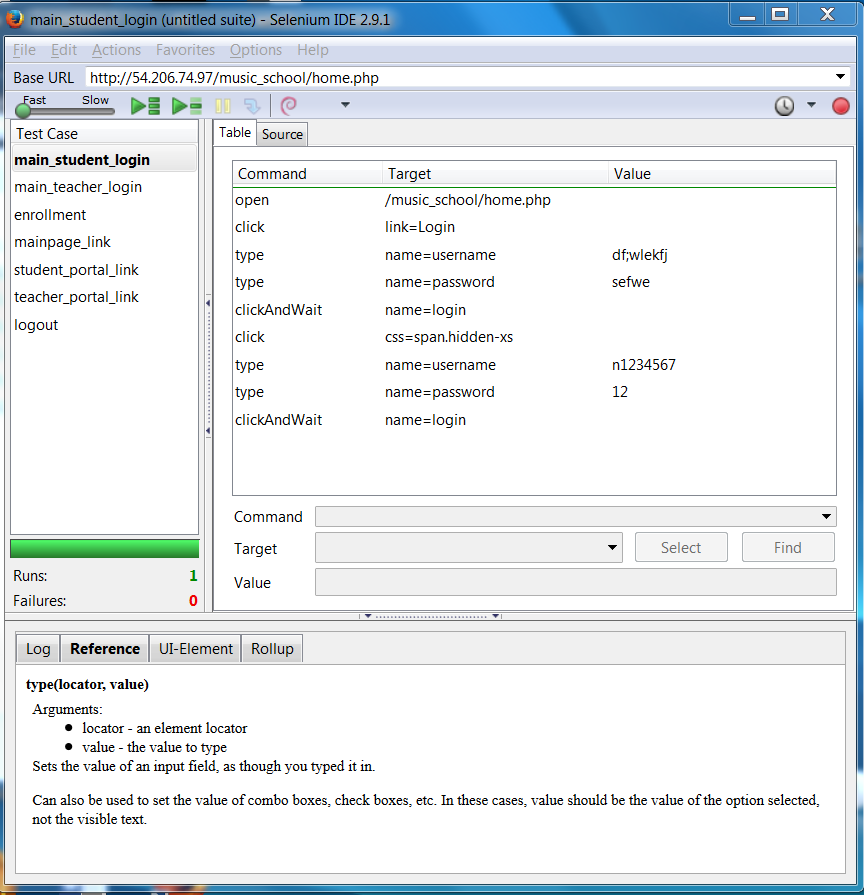 main_student_login (untitled suite) - Selenium IDE 2.9.1
File Edit Actions Favorites Options Help
Base URL http://54.206.74.97/music_school/home.php
Fast Slow
Test Case
main_student_login
main_teacher_login
enrollment
mainpage_link
student_portal_link
teacher_portal_link
logout
Runs: 1
Failures: 0
Table Source
Command Target Value
open /music_school/home.php
click link=Login
type name=username df;wlekfj
type name=password sefwe
clickAndWait name=login
click css=span.hidden-xs
type name=username n1234567
type name=password 12
clickAndWait name=login
Command
Target Select Find
Value
Log Reference UI-Element Rollup
type(locator, value)
Arguments:
● locator - an element locator
● value - the value to type
Sets the value of an input field, as though you typed it in.
Can also be used to set the value of combo boxes, check boxes, etc. In these cases, value should be the value of the option selected,
not the visible text.